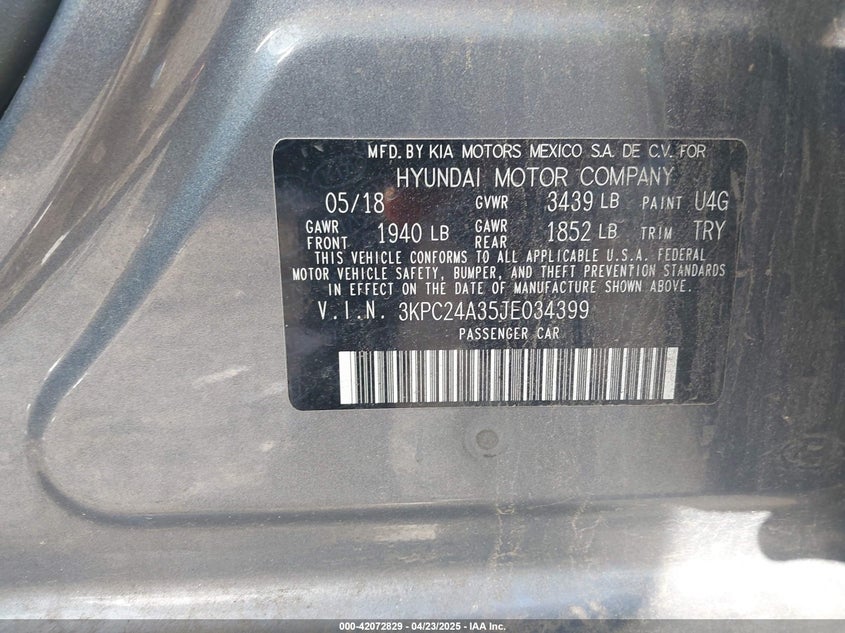 MFD. BY KIA MOTORS MEXICO S.A. DE C.V. FOR
HYUNDAI MOTOR COMPANY
05/18 GVWR 3439 LB PAINT U4G
GAWR FRONT 1940 LB GAWR REAR 1852 LB TRIM TRY
THIS VEHICLE CONFORMS TO ALL APPLICABLE U.S.A. FEDERAL
MOTOR VEHICLE SAFETY, BUMPER, AND THEFT PREVENTION STANDARDS
IN EFFECT ON THE DATE OF MANUFACTURE SHOWN ABOVE.
V.I.N. 3KPC24A35JE034399
PASSENGER CAR
000-42072829 - 04/23/2025 - IAA Inc.